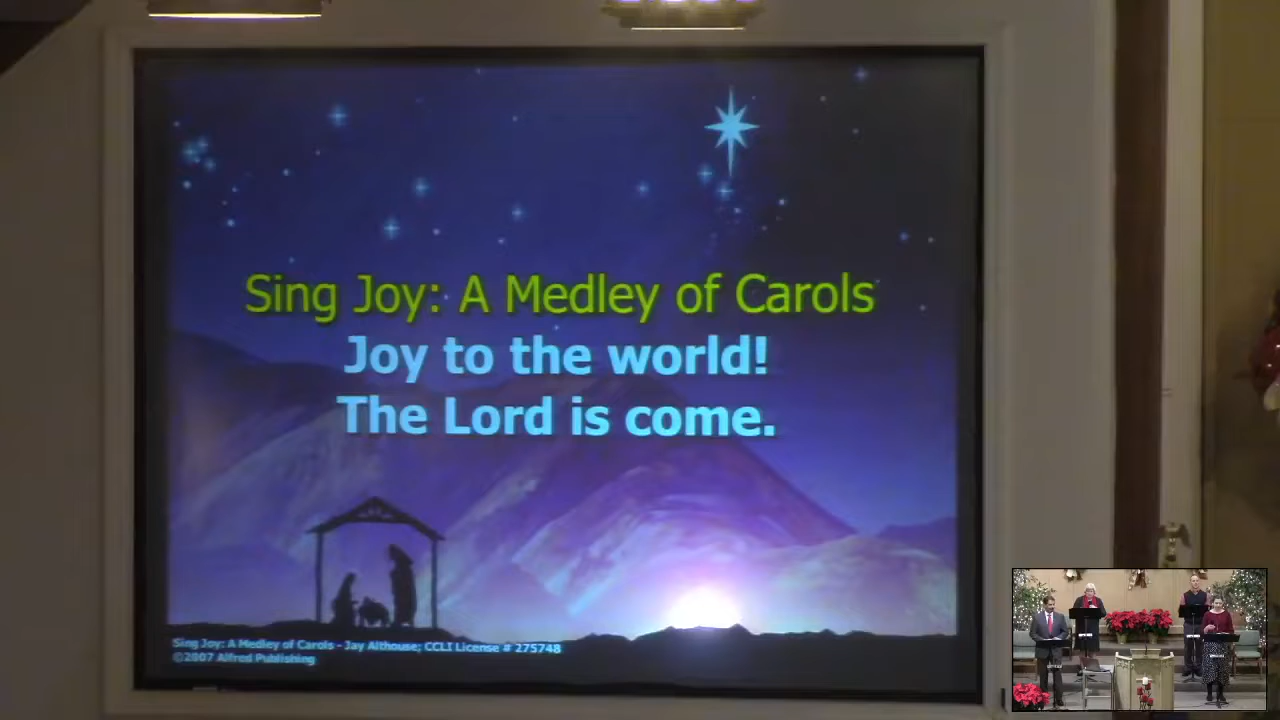 Sing Joy: A Medley of Carols
Joy to the world!
The Lord is come.
Sing Joy: A Medley of Carols - Jay Althouse; CCLI License # 275748
©2007 Alfred Publishing